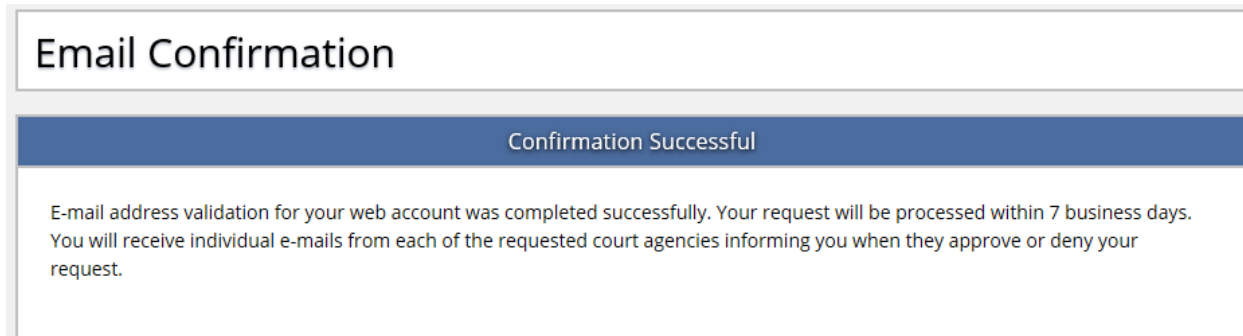 Email Confirmation
Confirmation Successful
E-mail address validation for your web account was completed successfully. Your request will be processed within 7 business days.
You will receive individual e-mails from each of the requested court agencies informing you when they approve or deny your
request.